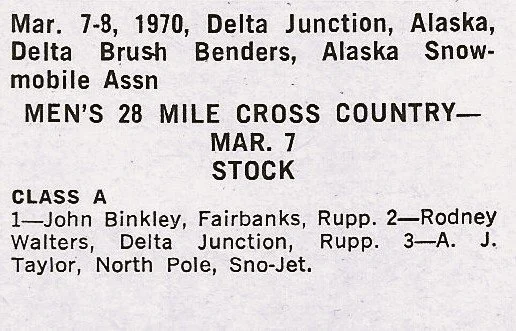 Mar. 7-8, 1970, Delta Junction, Alaska,
Delta Brush Benders, Alaska Snow-
mobile Assn
MEN'S 28 MILE CROSS COUNTRY—
MAR. 7
STOCK
CLASS A
1—John Binkley, Fairbanks, Rupp. 2—Rodney
Walters, Delta Junction, Rupp. 3—A. J.
Taylor, North Pole, Sno-Jet.